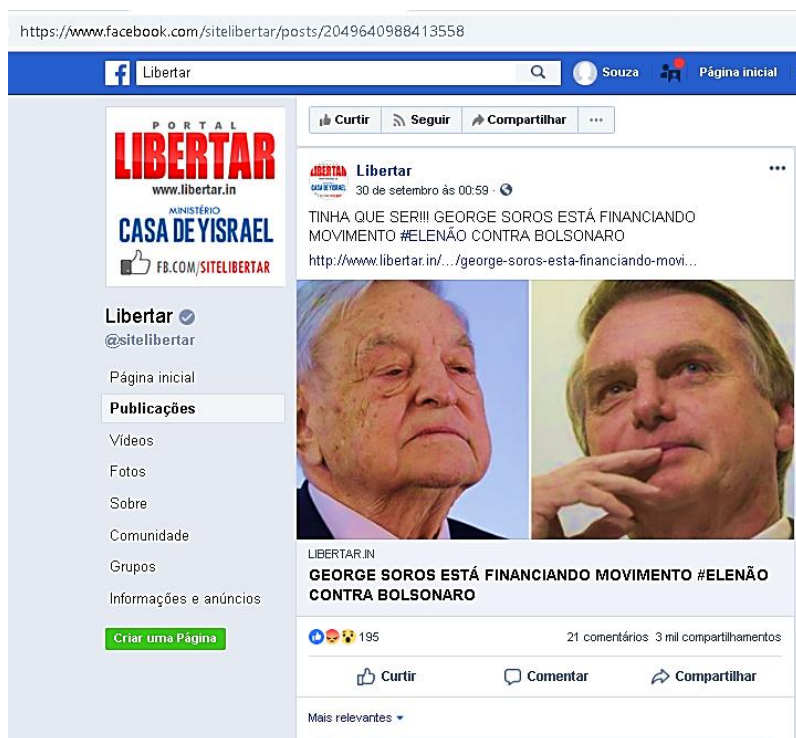 https://www.facebook.com/sitelibertar/posts/2049640988413558
Libertar
Souza
Página inicial
PORTAL
LIBERTAR
www.libertar.in
MINISTÉRIO
CASA DE YISRAEL
FB.COM/SITELIBERTAR
Libertar
@sitelibertar
Página inicial
Publicações
Vídeos
Fotos
Sobre
Comunidade
Grupos
Informações e anúncios
Criar uma Página
Curtir Seguir Compartilhar ...
LIBERTAR
CASA DE YISRAEL
Libertar
30 de setembro às 00:59 ·
TINHA QUE SER!!! GEORGE SOROS ESTÁ FINANCIANDO
MOVIMENTO #ELENÃO CONTRA BOLSONARO
http://www.libertar.in/.../george-soros-esta-financiando-movi...
LIBERTAR.IN
GEORGE SOROS ESTÁ FINANCIANDO MOVIMENTO #ELENÃO
CONTRA BOLSONARO
195
21 comentários 3 mil compartilhamentos
Curtir Comentar Compartilhar
Mais relevantes